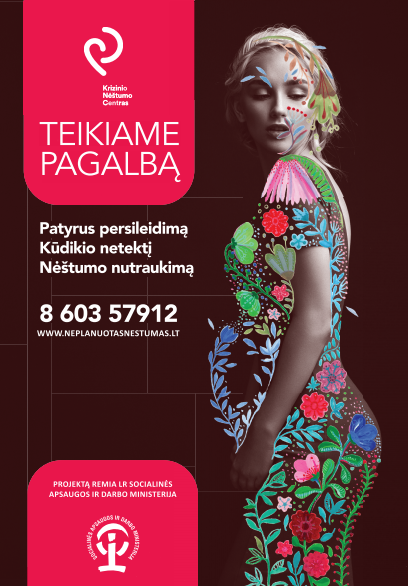 Krizinio
Nėštumo
Centras
TEIKIAME
PAGALBĄ
Patyrus persileidimą
Kūdikio netektį
Nėštumo nutraukimą
8 603 57912
WWW.NEPLANUOTASNESTUMAS.LT
PROJEKTĄ REMIA LR SOCIALINĖS
APSAUGOS IR DARBO MINISTERIJA
SOCIALINĖS APSAUGOS IR DARBO MINISTERIJA